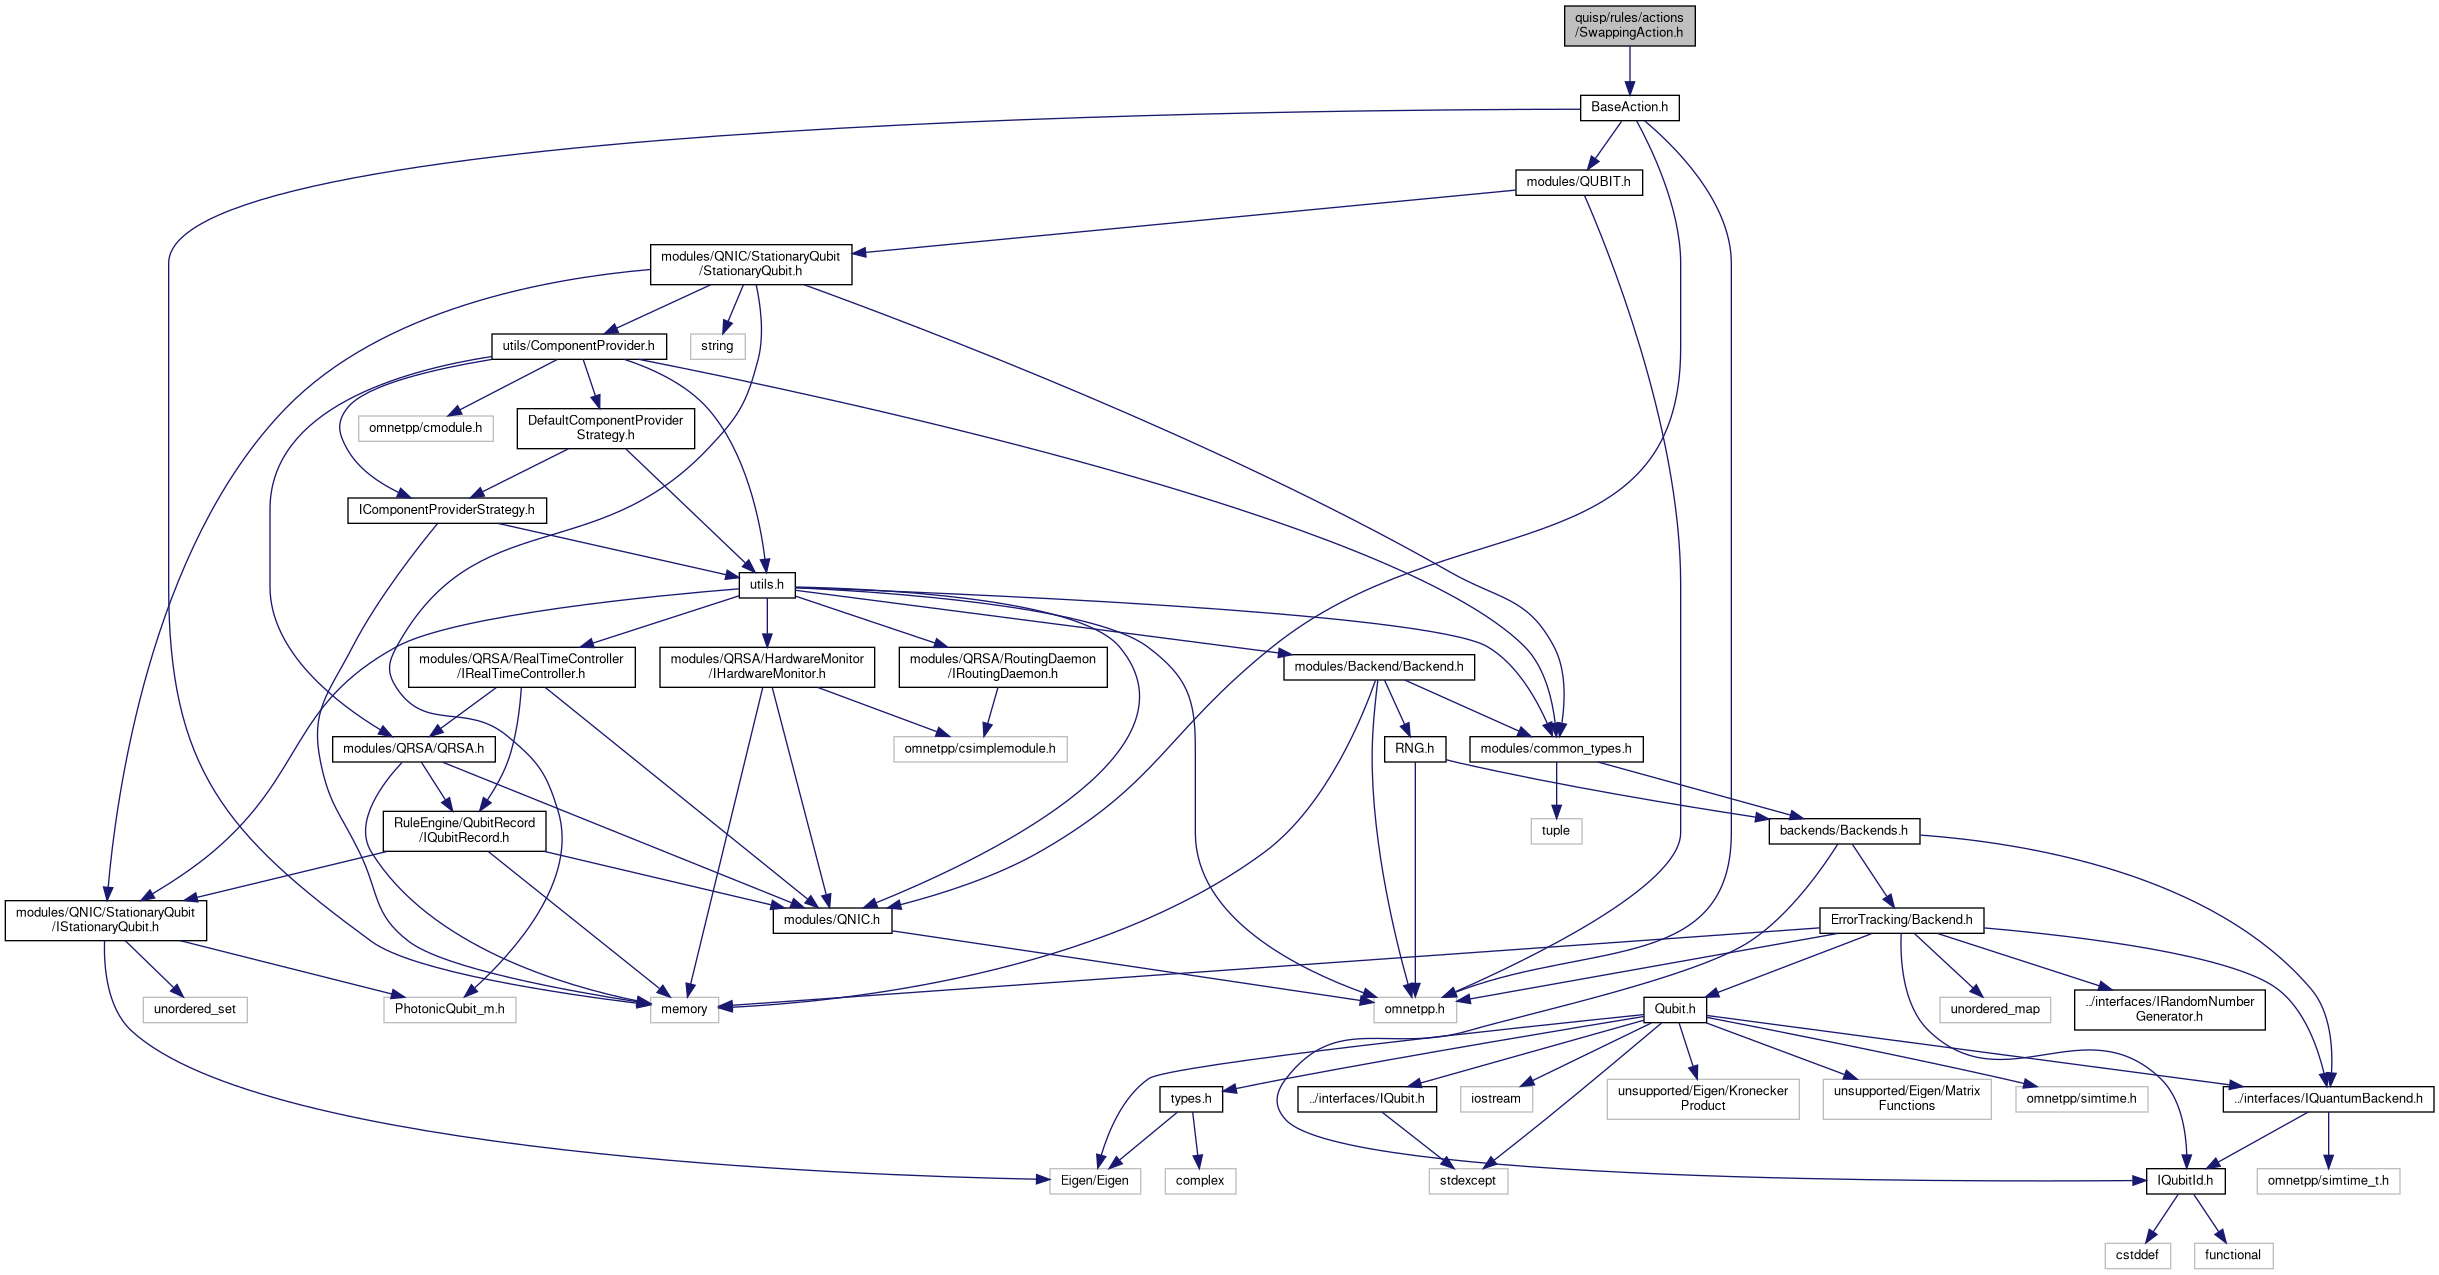 quisp/rules/actions
/SwappingAction.h
BaseAction.h
modules/QUBIT.h
modules/QNIC/StationaryQubit
/StationaryQubit.h
utils/ComponentProvider.h
string
omnetpp/cmodule.h
DefaultComponentProvider
Strategy.h
IComponentProviderStrategy.h
utils.h
modules/QRSA/RealTimeController
/IRealTimeController.h
modules/QRSA/HardwareMonitor
/IHardwareMonitor.h
modules/QRSA/RoutingDaemon
/IRoutingDaemon.h
modules/Backend/Backend.h
modules/QRSA/QRSA.h
omnetpp/csimplemodule.h
RNG.h
modules/common_types.h
RuleEngine/QubitRecord
/IQubitRecord.h
tuple
backends/Backends.h
modules/QNIC/StationaryQubit
/IStationaryQubit.h
modules/QNIC.h
ErrorTracking/Backend.h
unordered_set
PhotonicQubit_m.h
memory
omnetpp.h
Qubit.h
unordered_map
../interfaces/IRandomNumber
Generator.h
types.h
../interfaces/IQubit.h
iostream
unsupported/Eigen/Kronecker
Product
unsupported/Eigen/Matrix
Functions
omnetpp/simtime.h
../interfaces/IQuantumBackend.h
Eigen/Eigen
complex
stdexcept
IQubitId.h
omnetpp/simtime_t.h
cstddef
functional